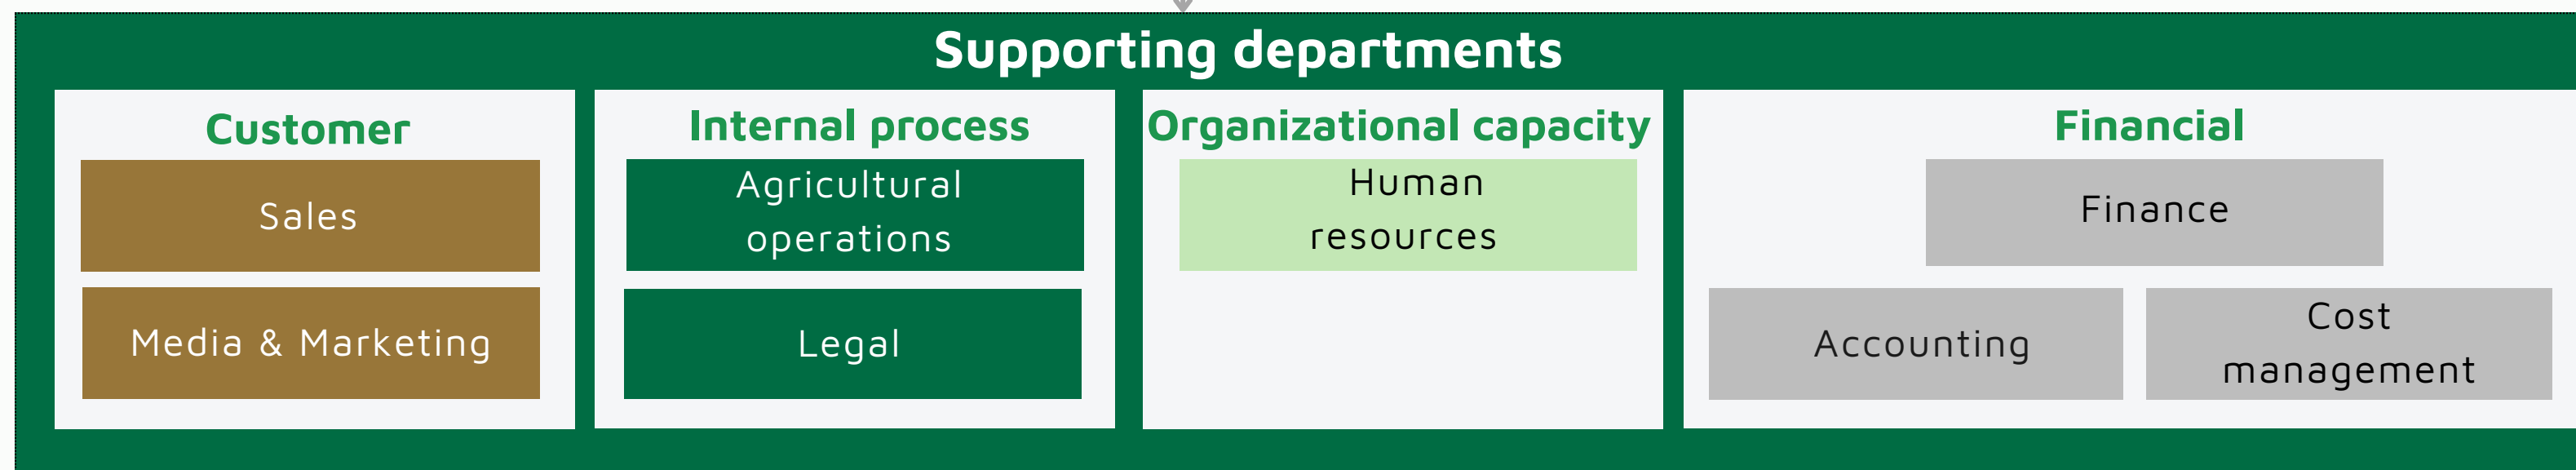 Supporting departments
Customer
Sales
Media & Marketing
Internal process
Agricultural
operations
Legal
Organizational capacity
Human
resources
Financial
Finance
Accounting
Cost
management